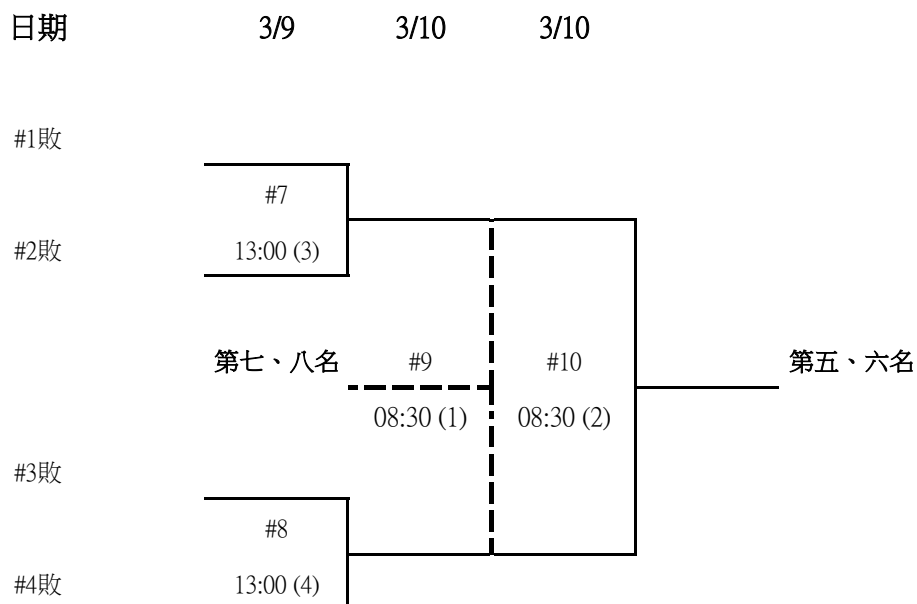 日期 3/9 3/10 3/10
#1敗
#7
#2敗 13:00 (3)
第七、八名 #9 #10 第五、六名
08:30 (1) 08:30 (2)
#3敗
#8
#4敗 13:00 (4)